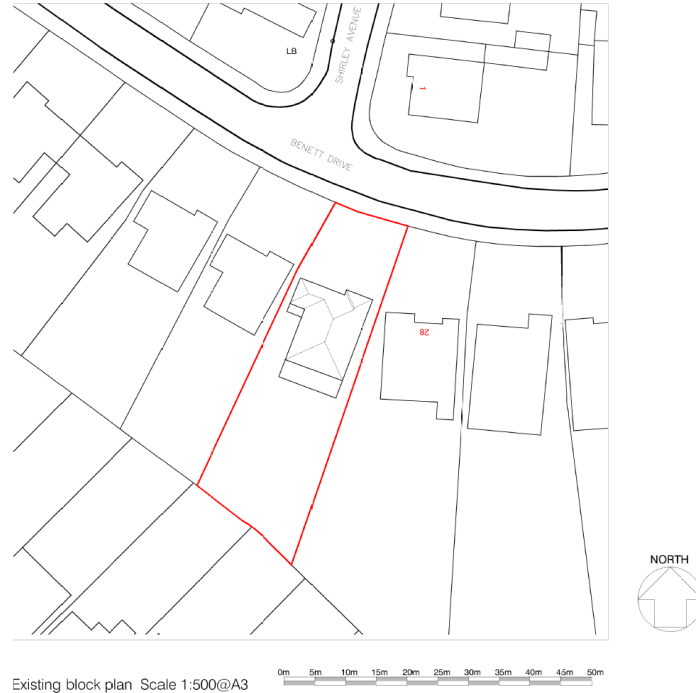 LB
SHIRLEY AVENUE
1
BENETT DRIVE
28
NORTH
Existing block plan Scale 1:500@A3
0m 5m 10m 15m 20m 25m 30m 35m 40m 45m 50m